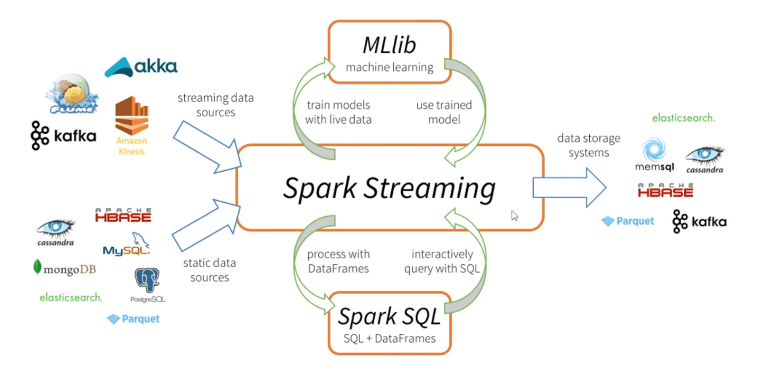 MLlib
machine learning
akka
FLUME
kafka
Amazon
Kinesis
streaming data
sources
train models
with live data
use trained
model
Spark Streaming
data storage
systems
elasticsearch.
memsql
cassandra
APACHE
HBASE
Parquet
kafka
APACHE
HBASE
cassandra
MySQL
mongoDB
elasticsearch.
PostgreSQL
Parquet
static data
sources
process with
DataFrames
interactively
query with SQL
Spark SQL
SQL + DataFrames